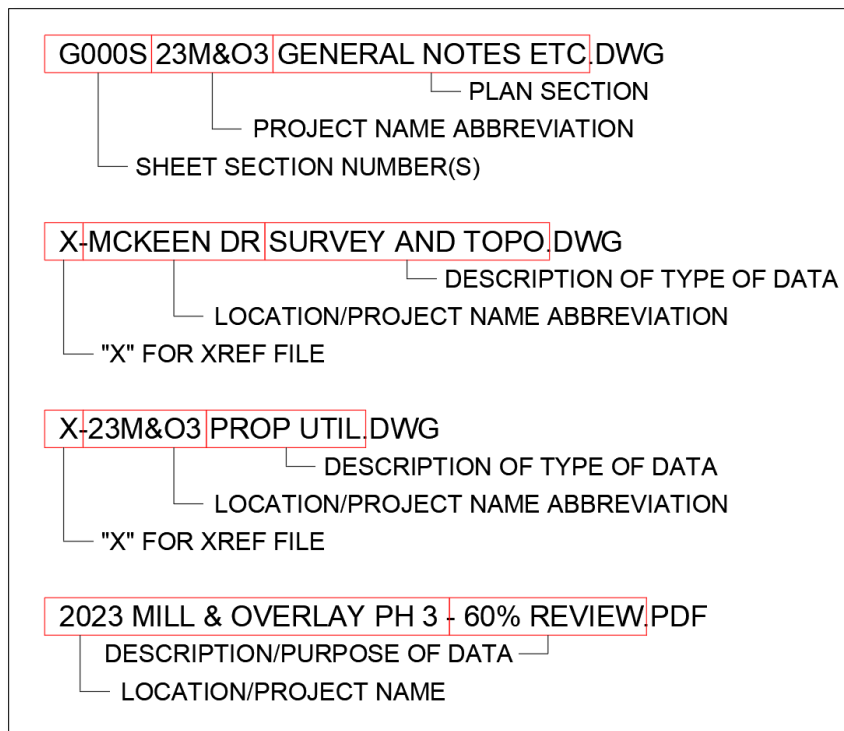 G000S 23M&O3 GENERAL NOTES ETC.DWG
PLAN SECTION
PROJECT NAME ABBREVIATION
SHEET SECTION NUMBER(S)
X-MCKEEN DR SURVEY AND TOPO.DWG
DESCRIPTION OF TYPE OF DATA
LOCATION/PROJECT NAME ABBREVIATION
"X" FOR XREF FILE
X-23M&O3 PROP UTIL.DWG
DESCRIPTION OF TYPE OF DATA
LOCATION/PROJECT NAME ABBREVIATION
"X" FOR XREF FILE
2023 MILL & OVERLAY PH 3 - 60% REVIEW.PDF
DESCRIPTION/PURPOSE OF DATA
LOCATION/PROJECT NAME